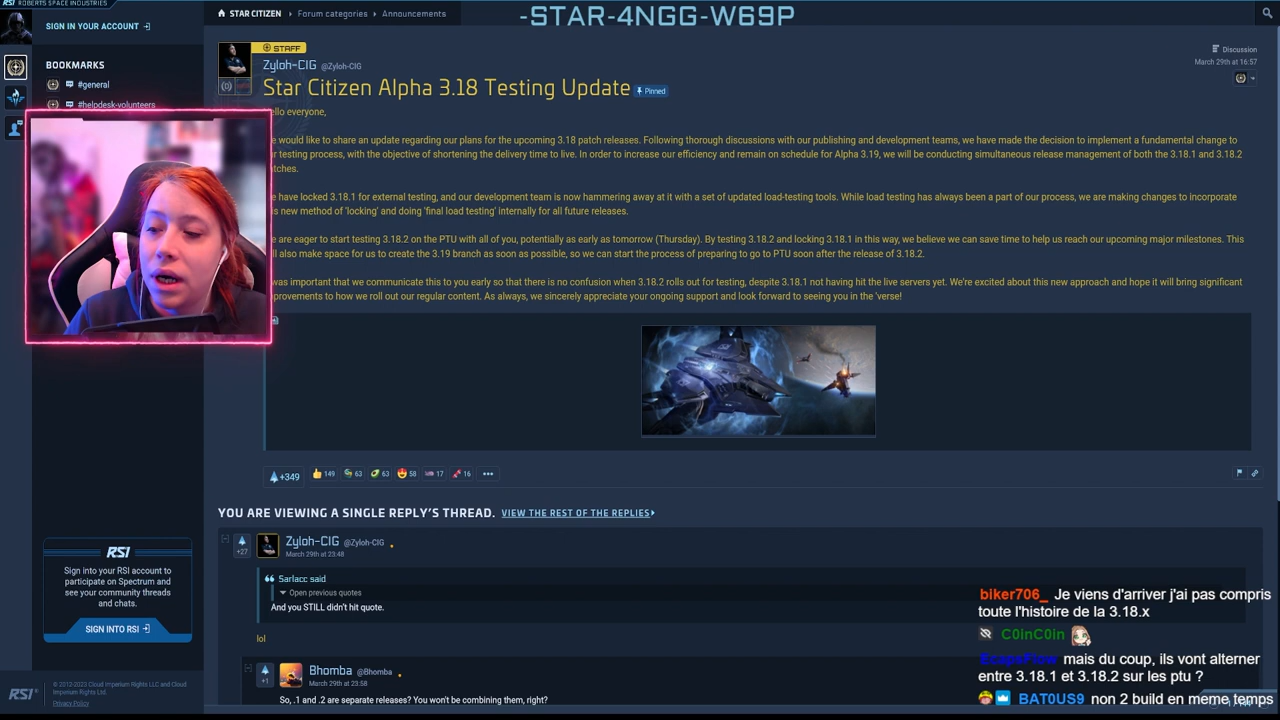 RSI ROBERTS SPACE INDUSTRIES
SIGN IN YOUR ACCOUNT
BOOKMARKS
#general
#helpdesk-volunteers
STAR CITIZEN › Forum categories › Announcements
-STAR-4NGG-W69P
STAFF
Zyloh-CIG @Zyloh-CIG
Discussion
March 29th at 16:57
Star Citizen Alpha 3.18 Testing Update
Pinned
ello everyone,
e would like to share an update regarding our plans for the upcoming 3.18 patch releases. Following thorough discussions with our publishing and development teams, we have made the decision to implement a fundamental change to
r testing process, with the objective of shortening the delivery time to live. In order to increase our efficiency and remain on schedule for Alpha 3.19, we will be conducting simultaneous release management of both the 3.18.1 and 3.18.2
tches.
e have locked 3.18.1 for external testing, and our development team is now hammering away at it with a set of updated load-testing tools. While load testing has always been a part of our process, we are making changes to incorporate
is new method of 'locking' and doing 'final load testing' internally for all future releases.
e are eager to start testing 3.18.2 on the PTU with all of you, potentially as early as tomorrow (Thursday). By testing 3.18.2 and locking 3.18.1 in this way, we believe we can save time to help us reach our upcoming major milestones. This
ll also make space for us to create the 3.19 branch as soon as possible, so we can start the process of preparing to go to PTU soon after the release of 3.18.2.
was important that we communicate this to you early so that there is no confusion when 3.18.2 rolls out for testing, despite 3.18.1 not having hit the live servers yet. We're excited about this new approach and hope it will bring significant
provements to how we roll out our regular content. As always, we sincerely appreciate your ongoing support and look forward to seeing you in the 'verse!
+349 149 63 63 58 17 16 •••
YOU ARE VIEWING A SINGLE REPLY'S THREAD. VIEW THE REST OF THE REPLIES
+27
Zyloh-CIG @Zyloh-CIG
March 29th at 23:48
Sarlacc said
Open previous quotes
And you STILL didn't hit quote.
lol
+1
Bhomba @Bhomba
March 29th at 23:58
So, .1 and .2 are separate releases? You won't be combining them, right?
RSI
Sign into your RSI account to
participate on Spectrum and
see your community threads
and chats.
SIGN INTO RSI
RSI
© 2012-2023 Cloud Imperium Rights LLC and Cloud
Imperium Rights Ltd
Privacy Policy
biker706_ Je viens d'arriver j'ai pas compris
toute l'histoire de la 3.18.x
C0inC0in
EcapsFlow mais du coup, ils vont alterner
entre 3.18.1 et 3.18.2 sur les ptu ?
BAT0US9 non 2 build en meme temps